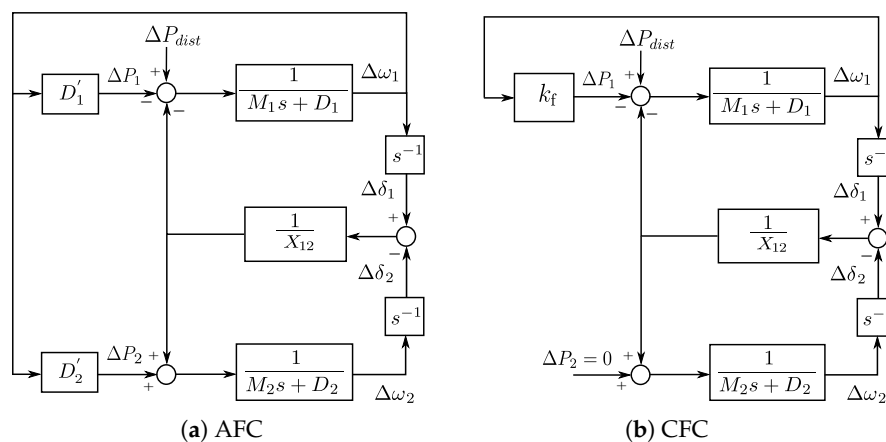 ΔP_dist
D'_1
ΔP_1
+
−
−
1
M_1s + D_1
Δω_1
s^{-1}
Δδ_1
+
1
X_12
−
Δδ_2
s^{-1}
D'_2
ΔP_2
+
+
1
M_2s + D_2
Δω_2
(a) AFC
ΔP_dist
k_f
ΔP_1
+
−
−
1
M_1s + D_1
Δω_1
s^-
Δδ_1
+
1
X_12
−
Δδ_2
s^-
ΔP_2 = 0
+
+
1
M_2s + D_2
Δω_2
(b) CFC